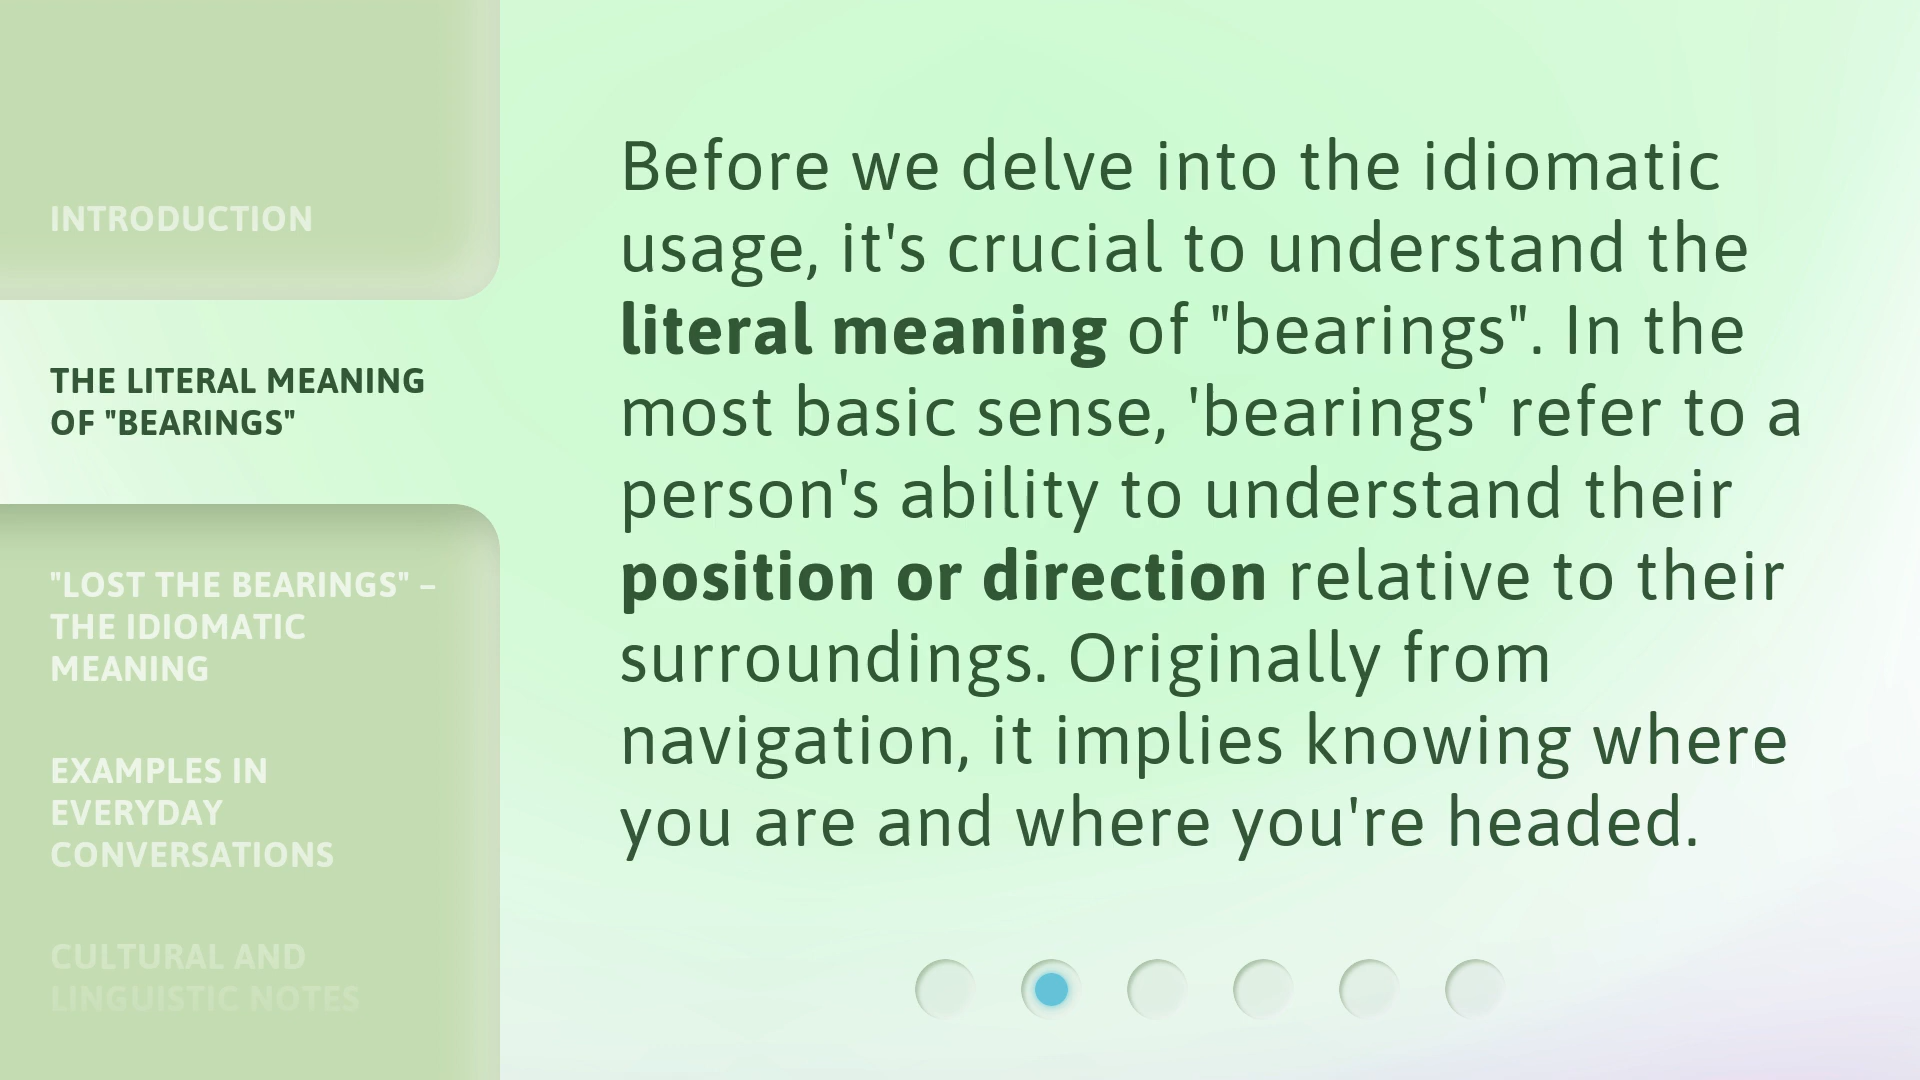 INTRODUCTION
THE LITERAL MEANING
OF "BEARINGS"
"LOST THE BEARINGS" –
THE IDIOMATIC
MEANING
EXAMPLES IN
EVERYDAY
CONVERSATIONS
CULTURAL AND
LINGUISTIC NOTES
Before we delve into the idiomatic
usage, it's crucial to understand the
literal meaning of "bearings". In the
most basic sense, 'bearings' refer to a
person's ability to understand their
position or direction relative to their
surroundings. Originally from
navigation, it implies knowing where
you are and where you're headed.